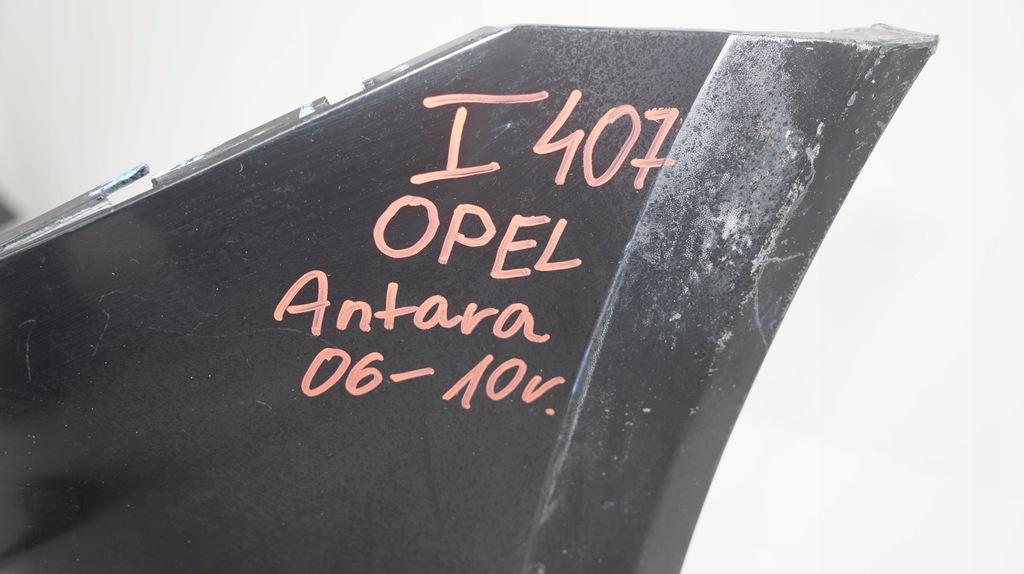 I 407
OPEL
Antara
06-10r.